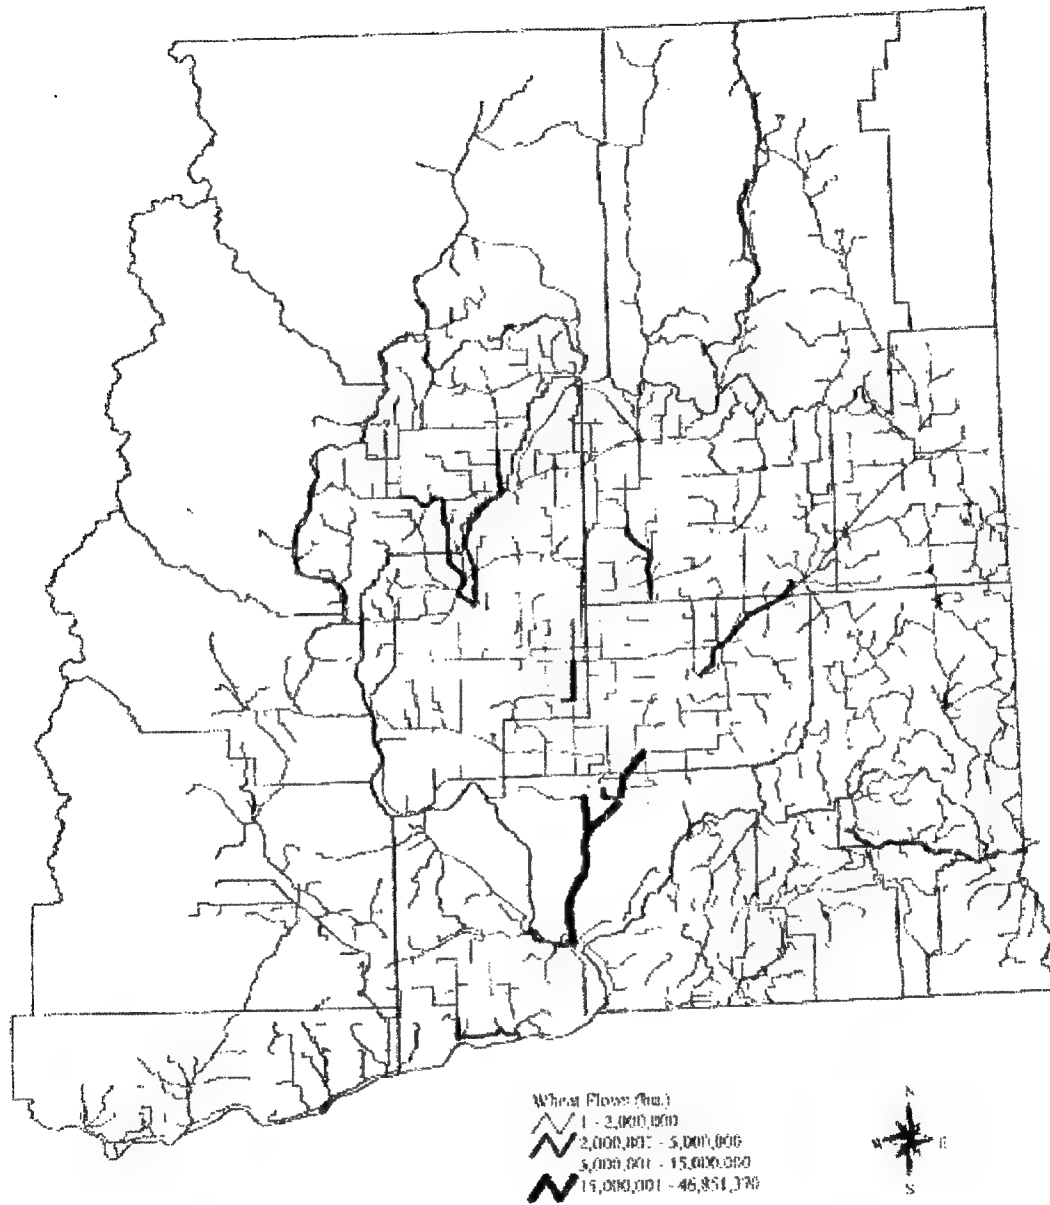 Wheat Flows (bu.)
1 - 2,000,000
2,000,001 - 5,000,000
5,000,001 - 15,000,000
15,000,001 - 46,851,370
N
W
E
S